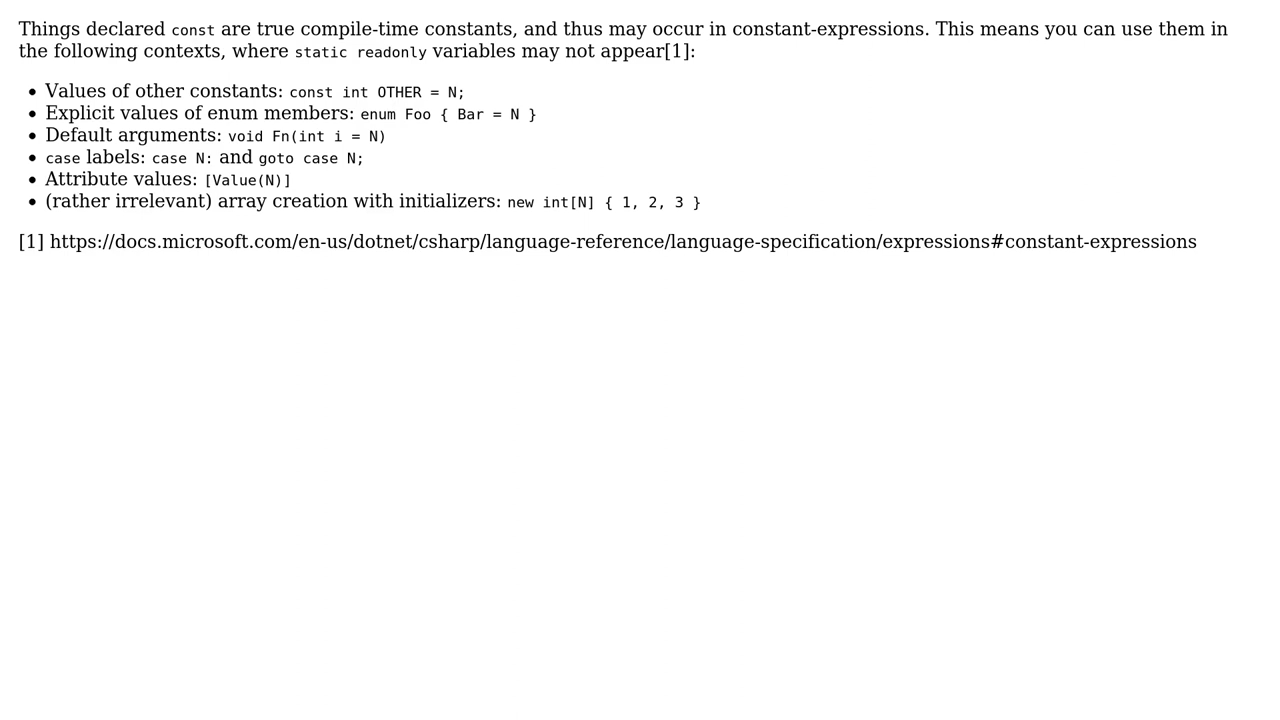 Things declared const are true compile-time constants, and thus may occur in constant-expressions. This means you can use them in
the following contexts, where static readonly variables may not appear[1]:
• Values of other constants: const int OTHER = N;
• Explicit values of enum members: enum Foo { Bar = N }
• Default arguments: void Fn(int i = N)
• case labels: case N: and goto case N;
• Attribute values: [Value(N)]
• (rather irrelevant) array creation with initializers: new int[N] { 1, 2, 3 }
[1] https://docs.microsoft.com/en-us/dotnet/csharp/language-reference/language-specification/expressions#constant-expressions